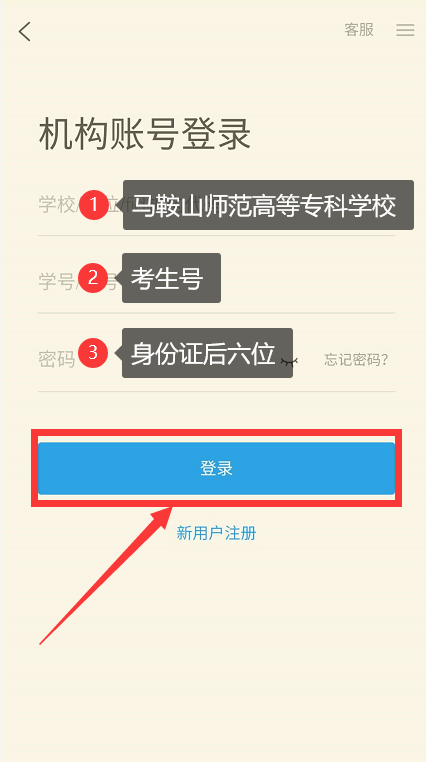 客服
机构账号登录
学校/
1 马鞍山师范高等专科学校
学号/
2 考生号
密码
3 身份证后六位
忘记密码?
登录
新用户注册